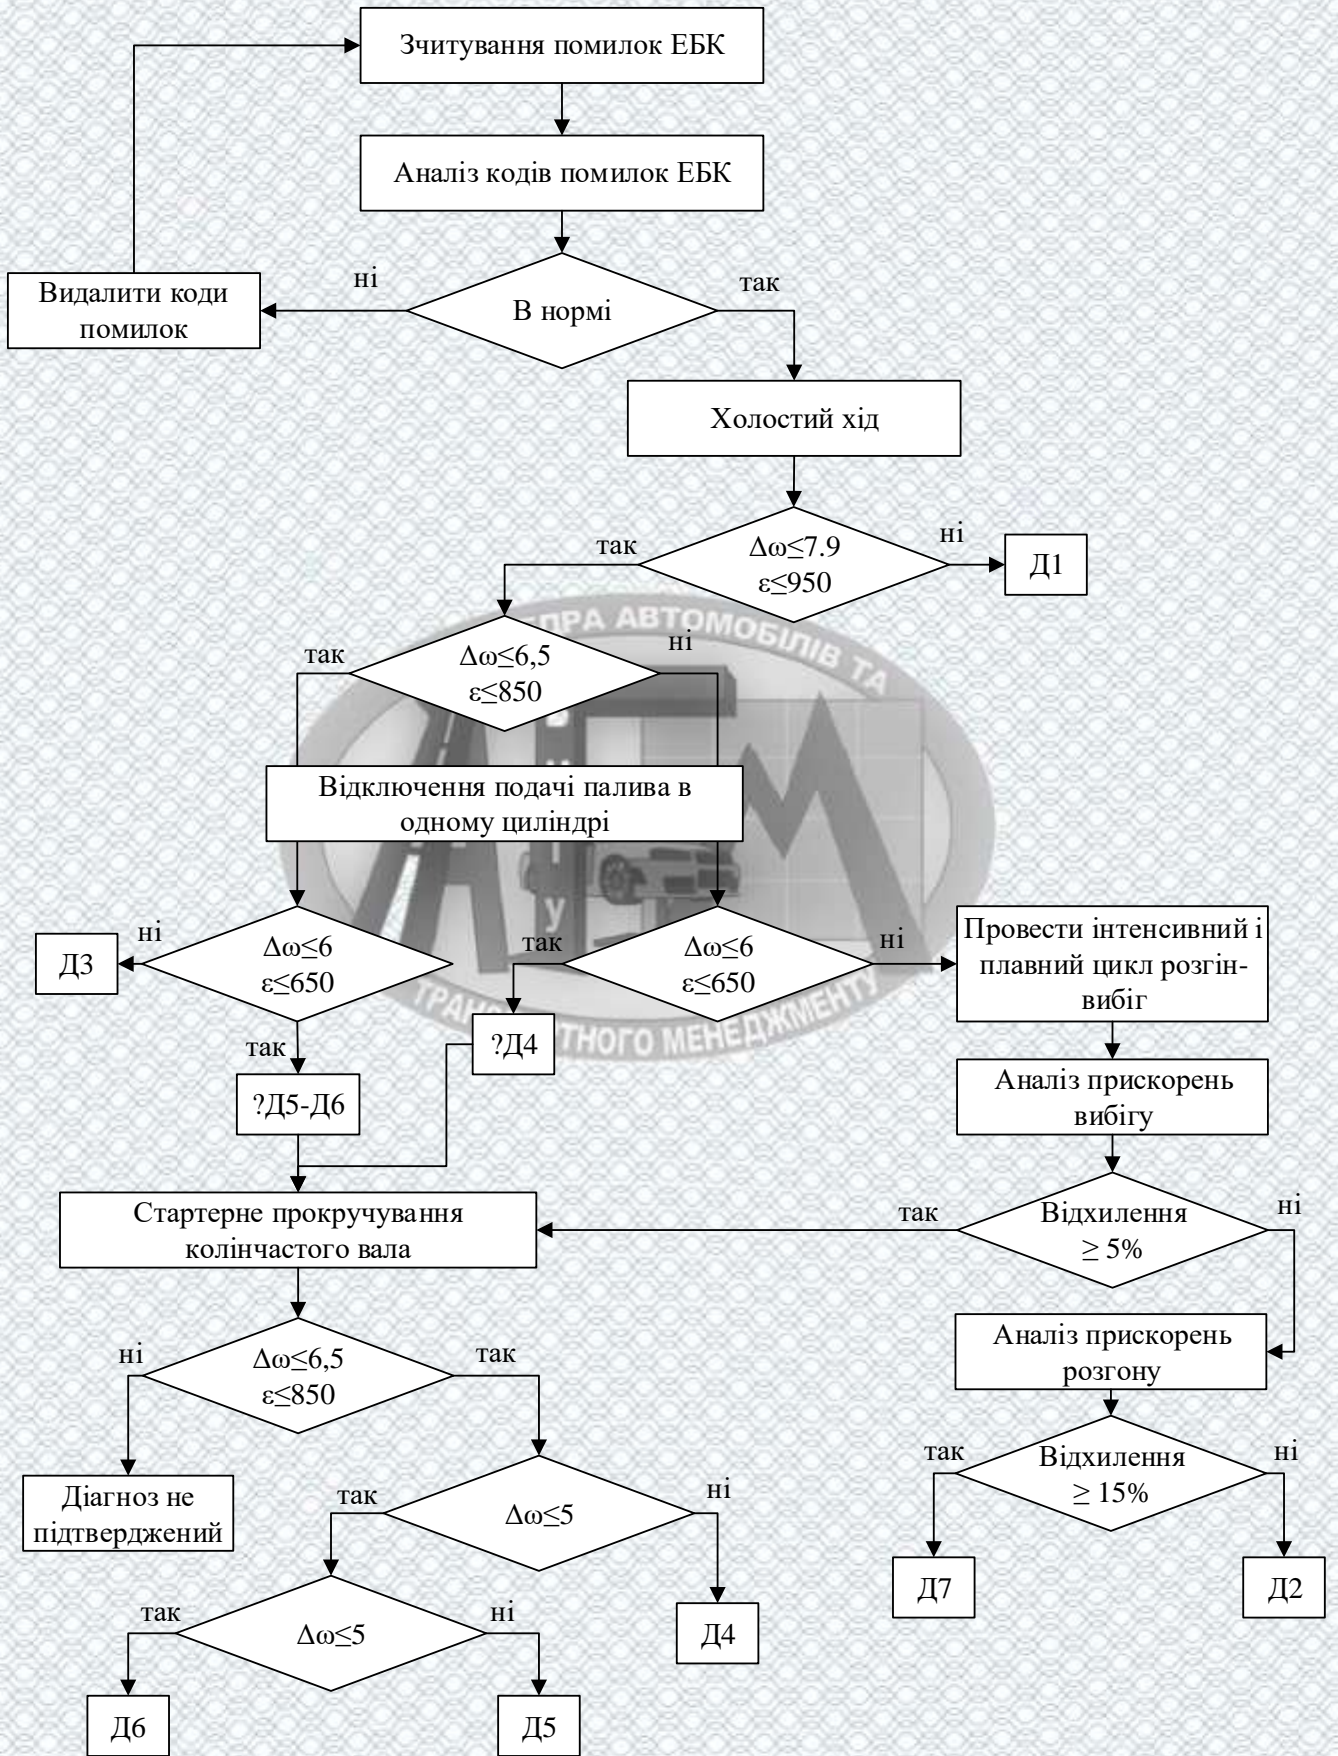 Зчитування помилок ЕБК
Аналіз кодів помилок ЕБК
ні
так
Видалити коди
помилок
В нормі
Холостий хід
так
Δω≤7.9
ε≤950
ні
Д1
так
Δω≤6,5
ε≤850
ні
Відключення подачі палива в
одному циліндрі
Д3
ні
Δω≤6
ε≤650
так
Δω≤6
ε≤650
ні
Провести інтенсивний і
плавний цикл розгін-
вибіг
так
?Д4
?Д5-Д6
Аналіз прискорень
вибігу
Стартерне прокручування
колінчастого вала
так
Відхилення
≥ 5%
ні
Аналіз прискорень
розгону
ні
Δω≤6,5
ε≤850
так
так
Відхилення
≥ 15%
ні
Діагноз не
підтверджений
так
Δω≤5
ні
Д7
Д2
так
Δω≤5
ні
Д4
Д6
Д5
АВТОМОБІЛІВ ТА
МЕНЕДЖМЕНТУ